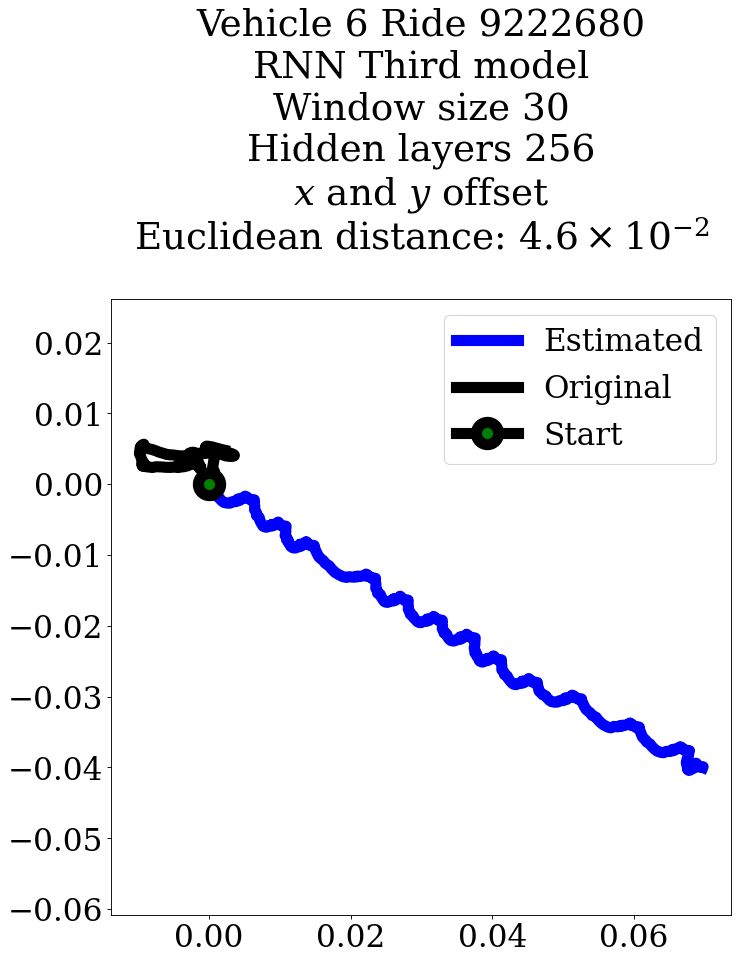 Vehicle 6 Ride 9222680
RNN Third model
Window size 30
Hidden layers 256
x and y offset
Euclidean distance: 4.6 × 10⁻²
Estimated
Original
Start
0.02
0.01
0.00
−0.01
−0.02
−0.03
−0.04
−0.05
−0.06
0.00 0.02 0.04 0.06